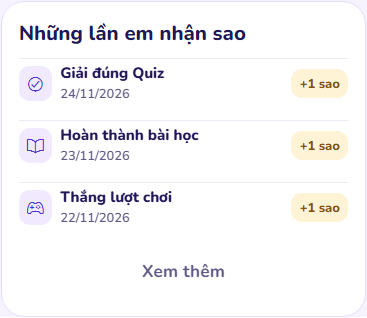 Những lần em nhận sao
Giải đúng Quiz
+1 sao
24/11/2026
Hoàn thành bài học
+1 sao
23/11/2026
Thắng lượt chơi
+1 sao
22/11/2026
Xem thêm